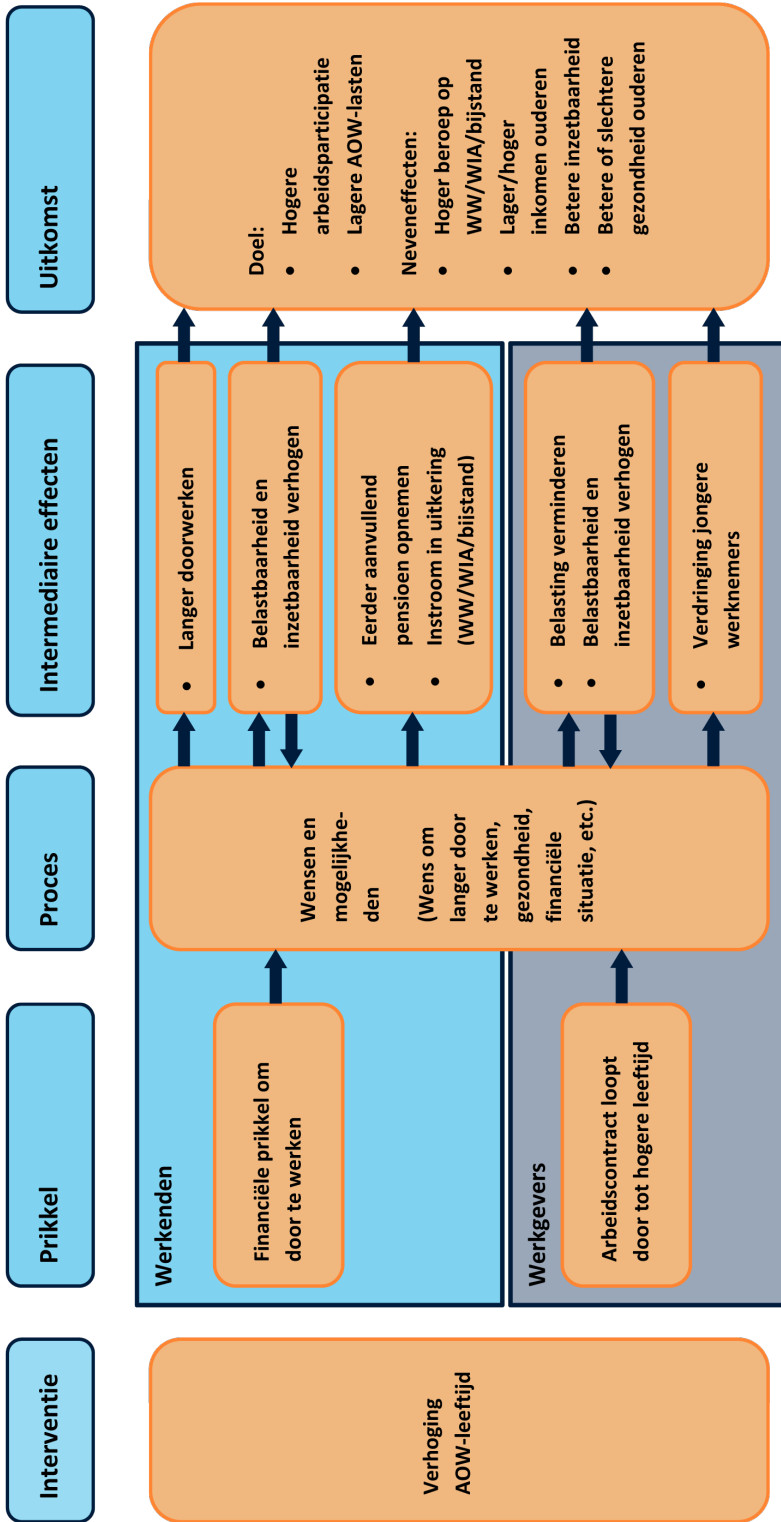 Interventie
Prikkel
Proces
Intermediaire effecten
Uitkomst
Verhoging
AOW-leeftijd
Werkenden
Financiële prikkel om
door te werken
Werkgevers
Arbeidscontract loopt
door tot hogere leeftijd
Wensen en
mogelijkhe-
den
(Wens om
langer door
te werken,
gezondheid,
financiële
situatie, etc.)
• Langer doorwerken
• Belastbaarheid en
inzetbaarheid verhogen
• Eerder aanvullend
pensioen opnemen
• Instroom in uitkering
(WW/WIA/bijstand)
• Belasting verminderen
• Belastbaarheid en
inzetbaarheid verhogen
• Verdringing jongere
werknemers
Doel:
• Hogere
arbeidsparticipatie
• Lagere AOW-lasten
Neveneffecten:
• Hoger beroep op
WW/WIA/bijstand
• Lager/hoger
inkomen ouderen
• Betere inzetbaarheid
• Betere of slechtere
gezondheid ouderen